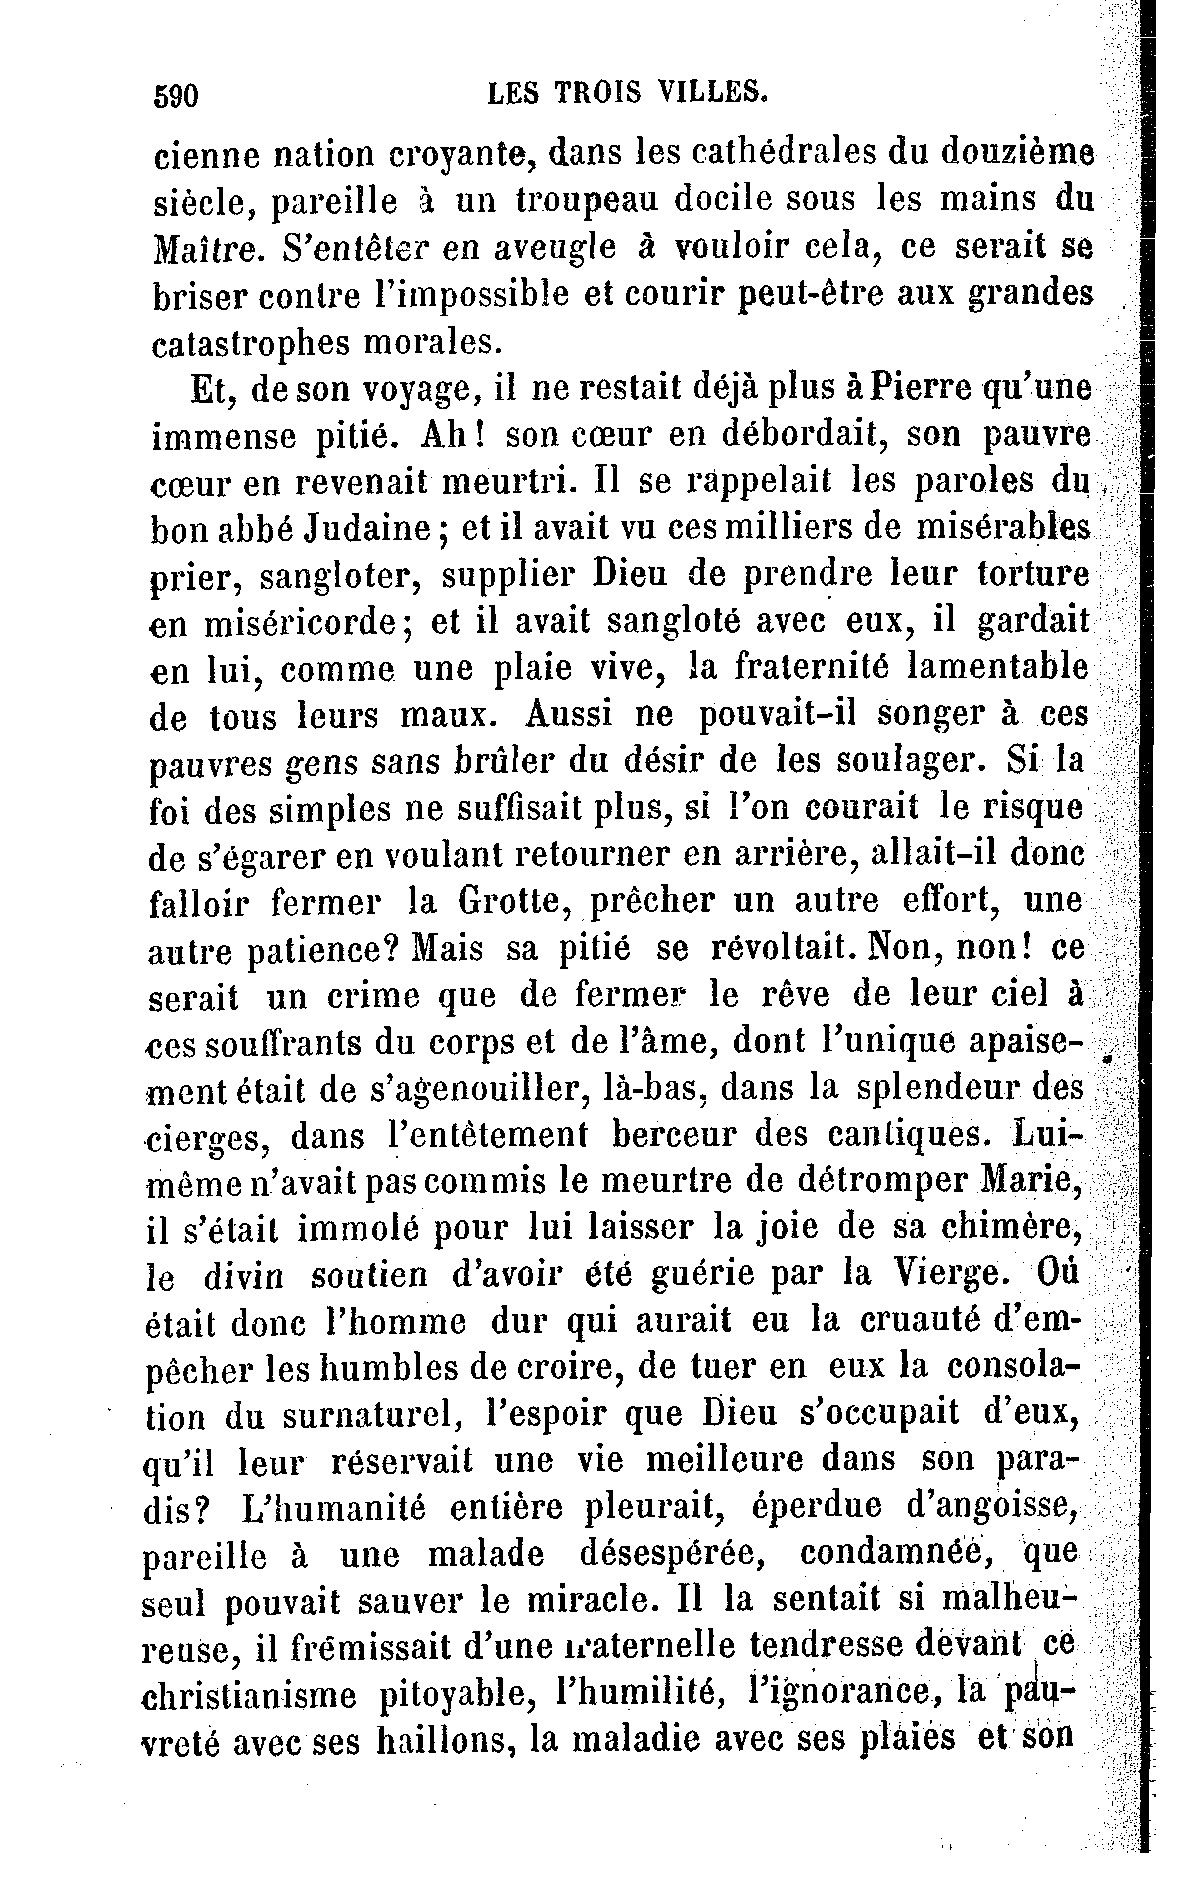 590 LES TROIS VILLES.
cienne nation croyante, dans les cathédrales du douzième
siècle, pareille à un troupeau docile sous les mains du
Maître. S'entêter en aveugle à vouloir cela, ce serait se
briser contre l'impossible et courir peut-être aux grandes
catastrophes morales.
Et, de son voyage, il ne restait déjà plus à Pierre qu'une
immense pitié. Ah! son cœur en débordait, son pauvre
cœur en revenait meurtri. Il se rappelait les paroles du
bon abbé Judaine; et il avait vu ces milliers de misérables
prier, sangloter, supplier Dieu de prendre leur torture
en miséricorde; et il avait sangloté avec eux, il gardait
en lui, comme une plaie vive, la fraternité lamentable
de tous leurs maux. Aussi ne pouvait-il songer à ces
pauvres gens sans brûler du désir de les soulager. Si la
foi des simples ne suffisait plus, si l'on courait le risque
de s'égarer en voulant retourner en arrière, allait-il donc
falloir fermer la Grotte, prêcher un autre effort, une
autre patience? Mais sa pitié se révoltait. Non, non! ce
serait un crime que de fermer le rêve de leur ciel à
ces souffrants du corps et de l'âme, dont l'unique apaise-
ment était de s'agenouiller, là-bas, dans la splendeur des
cierges, dans l'entêtement berceur des cantiques. Lui-
même n'avait pas commis le meurtre de détromper Marie,
il s'était immolé pour lui laisser la joie de sa chimère,
le divin soutien d'avoir été guérie par la Vierge. Où
était donc l'homme dur qui aurait eu la cruauté d'em-
pêcher les humbles de croire, de tuer en eux la consola-
tion du surnaturel, l'espoir que Dieu s'occupait d'eux,
qu'il leur réservait une vie meilleure dans son para-
dis? L'humanité entière pleurait, éperdue d'angoisse,
pareille à une malade désespérée, condamnée, que
seul pouvait sauver le miracle. Il la sentait si malheu-
reuse, il frémissait d'une fraternelle tendresse devant ce
christianisme pitoyable, l'humilité, l'ignorance, la pau-
vreté avec ses haillons, la maladie avec ses plaies et son